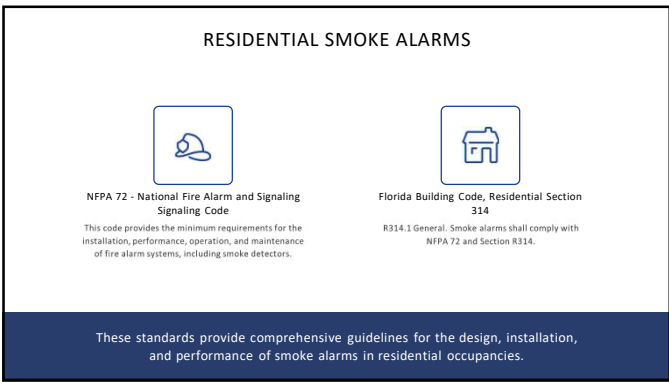 RESIDENTIAL SMOKE ALARMS
NFPA 72 - National Fire Alarm and Signaling
Signaling Code
This code provides the minimum requirements for the
installation, performance, operation, and maintenance
of fire alarm systems, including smoke detectors.
Florida Building Code, Residential Section
314
R314.1 General. Smoke alarms shall comply with
NFPA 72 and Section R314.
These standards provide comprehensive guidelines for the design, installation,
and performance of smoke alarms in residential occupancies.